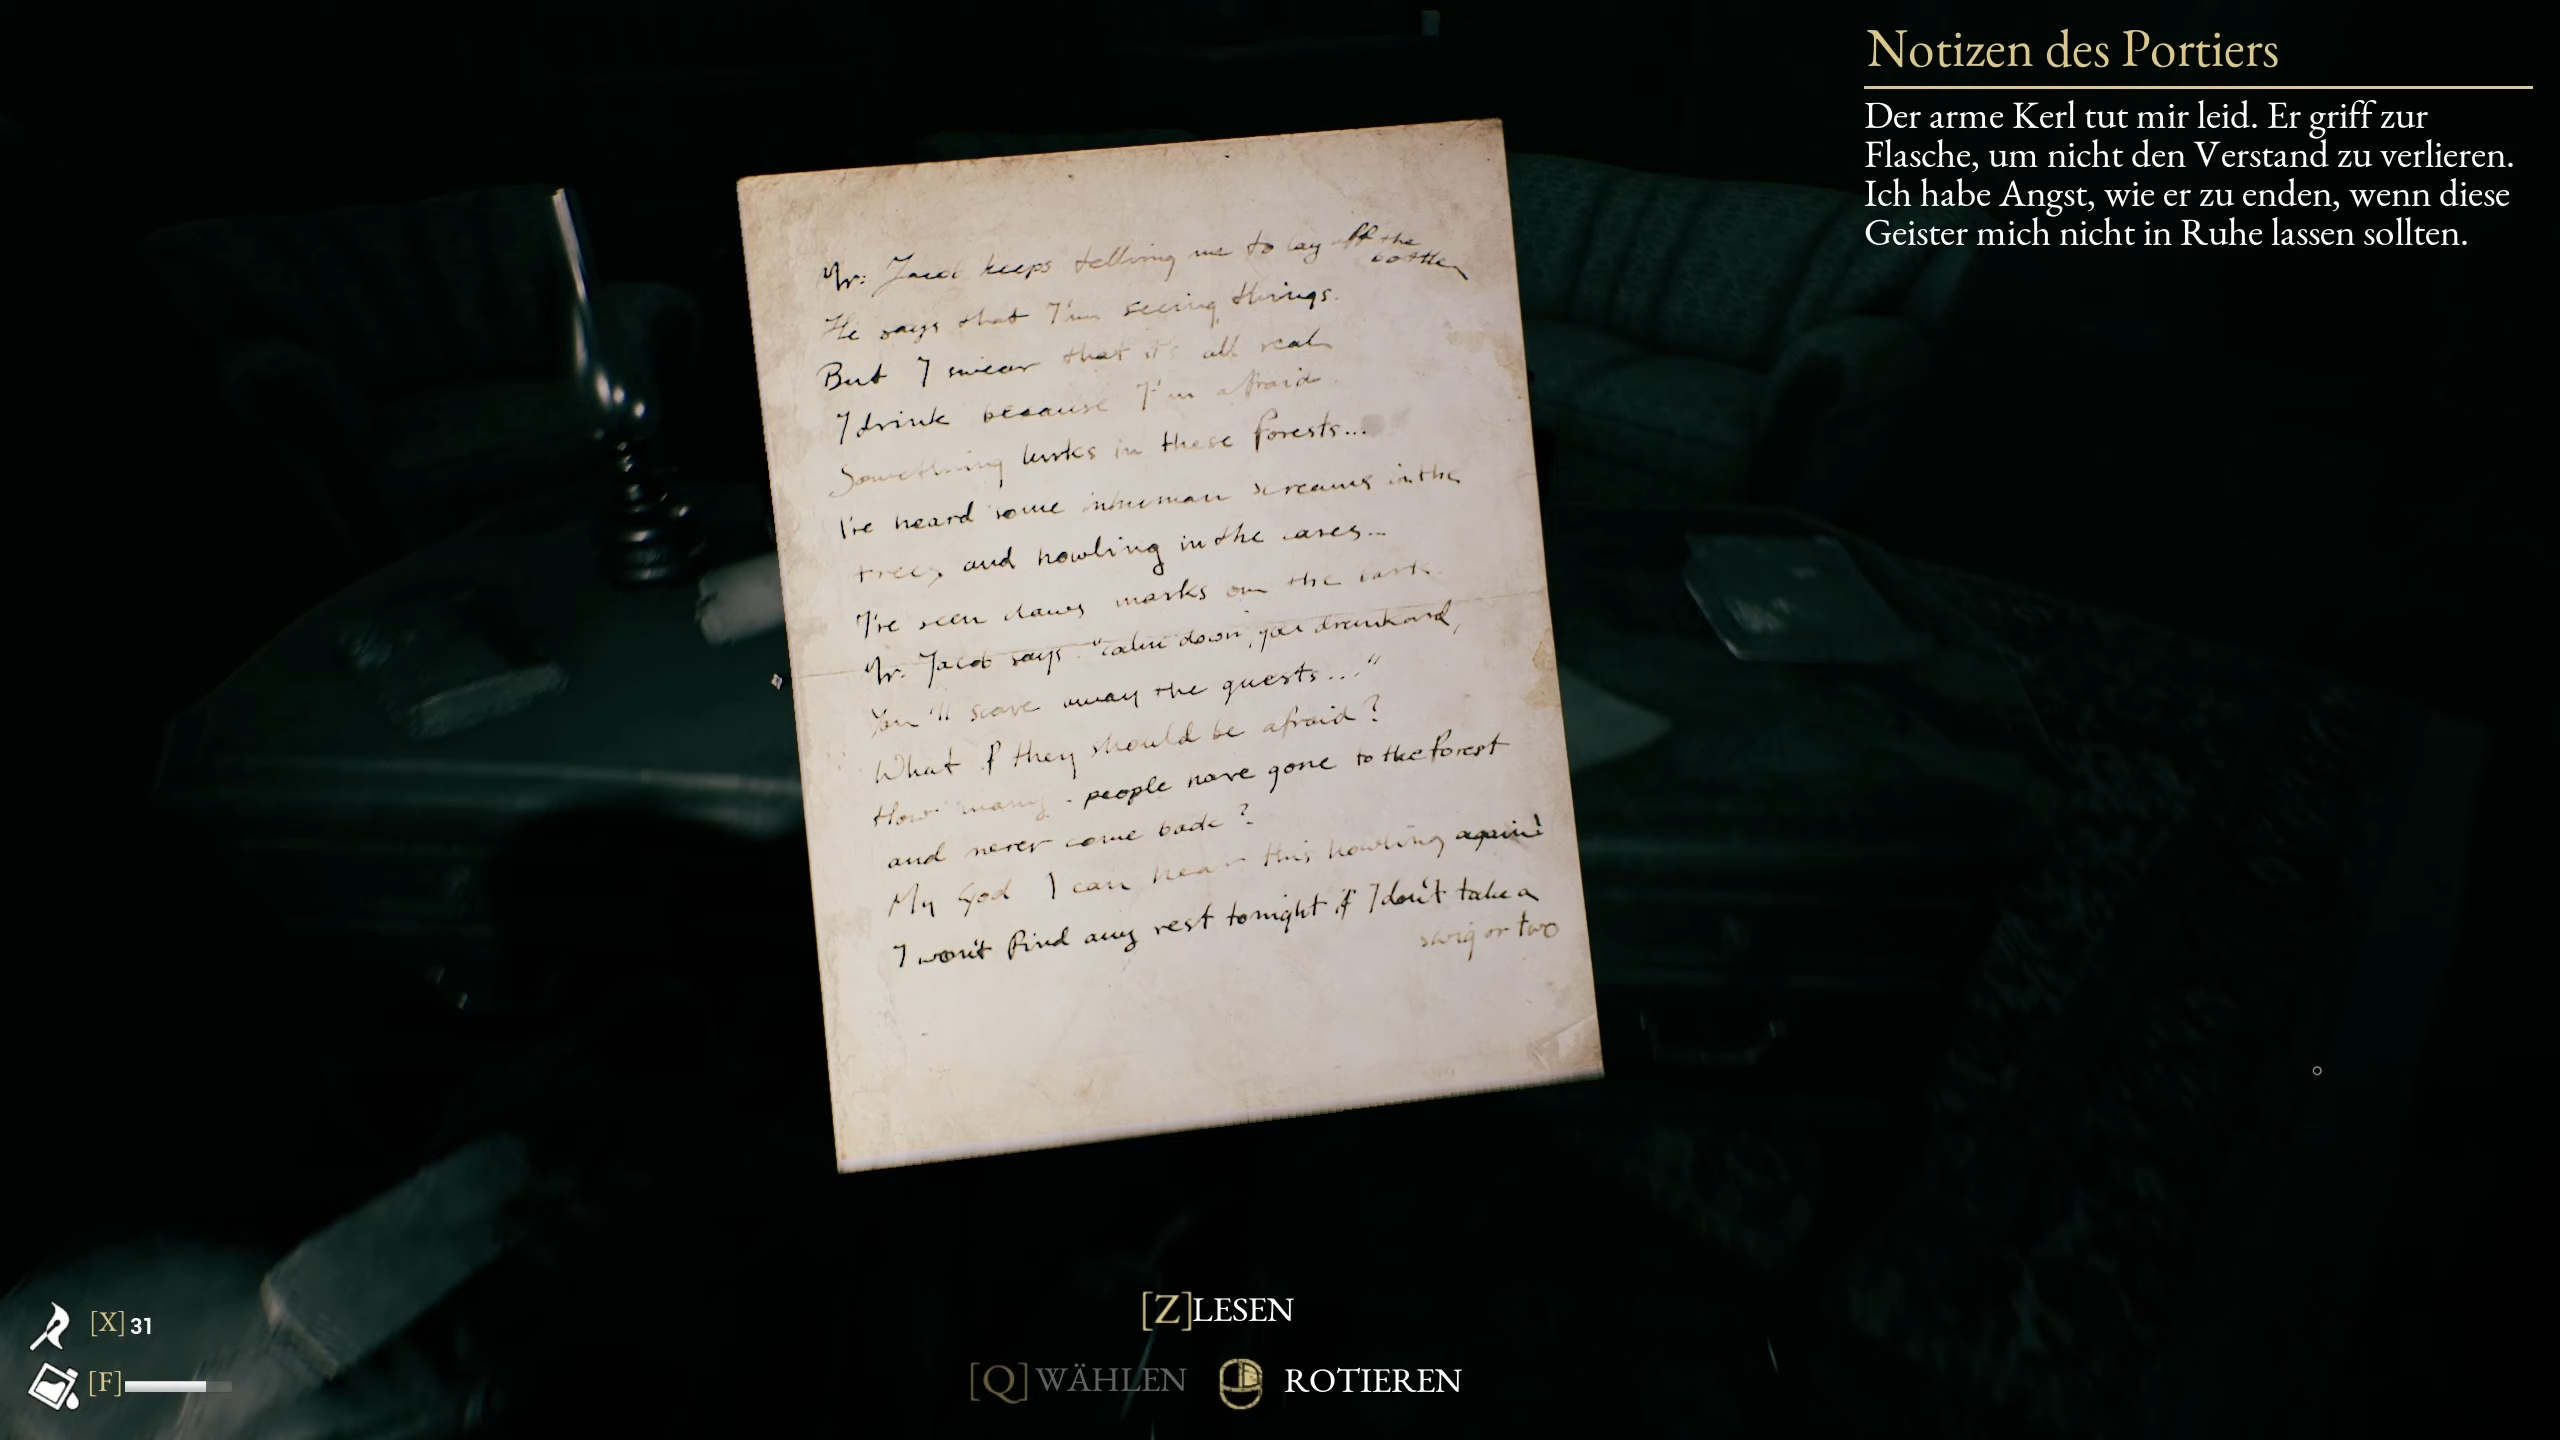 Notizen des Portiers
Der arme Kerl tut mir leid. Er griff zur
Flasche, um nicht den Verstand zu verlieren.
Ich habe Angst, wie er zu enden, wenn diese
Geister mich nicht in Ruhe lassen sollten.
Mr. Jacob keeps telling me to lay off the
bottle
He says that I'm seeing things.
But I swear that it's all real
I drink because I'm afraid.
Something lurks in these forests...
I've heard some inhuman screams in the
trees and howling in the caves...
I've seen claws marks on the bark
Mr. Jacob says "calm down, you drunkard,
You'll scare away the guests..."
What if they should be afraid?
How many people have gone to the forest
and never come back?
My God I can hear this howling again!
I won't find any rest tonight if I don't take a
swig or two
[X] 31
[F]
[Z] LESEN
[Q] WÄHLEN ROTIEREN